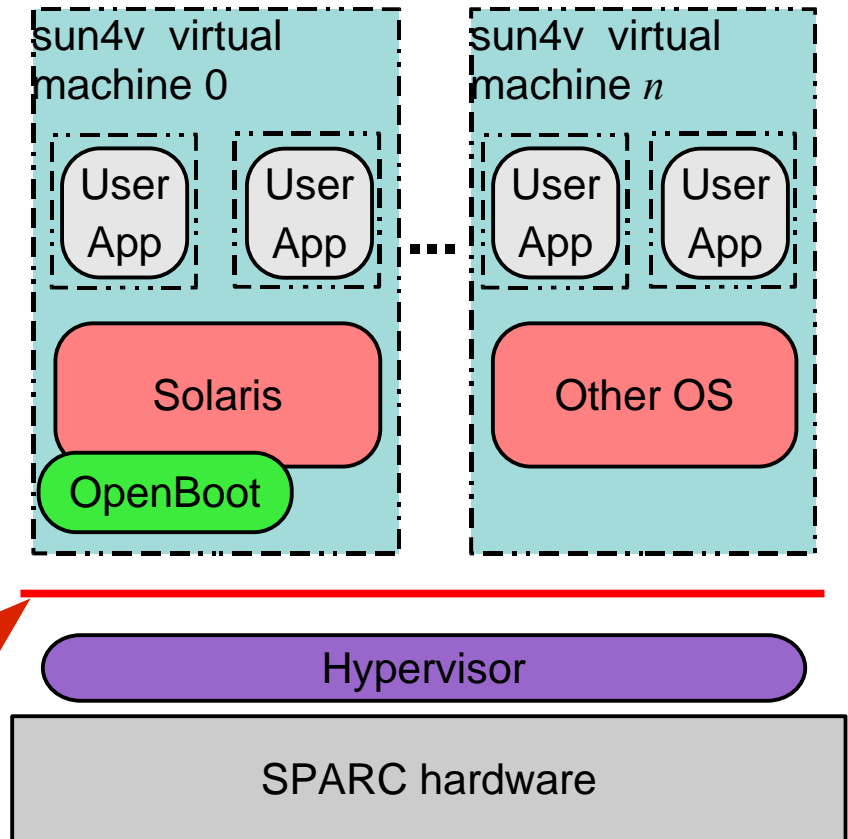 sun4v virtual
machine 0
sun4v virtual
machine n
User
App
User
App
...
User
App
User
App
Solaris
Other OS
OpenBoot
Hypervisor
SPARC hardware